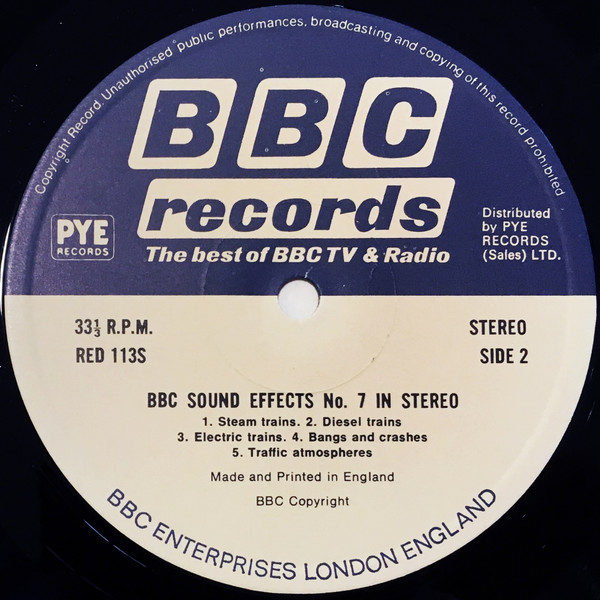 Copyright Record. Unauthorised public performances, broadcasting and copying of this record prohibited
BBC
records
The best of BBC TV & Radio
PYE
RECORDS
Distributed
by PYE
RECORDS
(Sales) LTD.
33⅓ R.P.M.
RED 113S
STEREO
SIDE 2
BBC SOUND EFFECTS No. 7 IN STEREO
1. Steam trains. 2. Diesel trains
3. Electric trains. 4. Bangs and crashes
5. Traffic atmospheres
Made and Printed in England
BBC Copyright
BBC ENTERPRISES LONDON ENGLAND